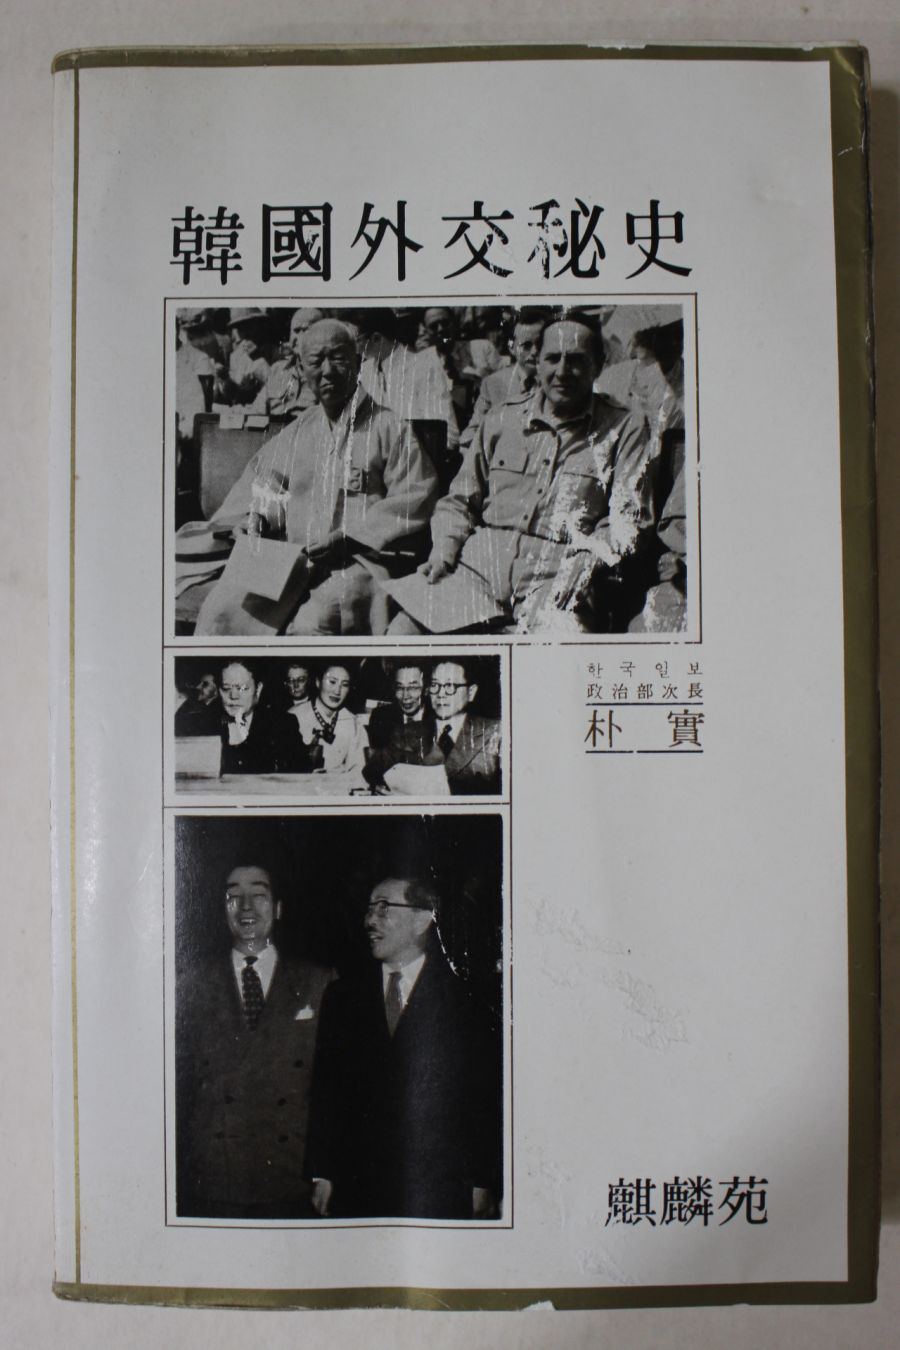 韓國外交秘史
한국일보
政治部次長
朴實
麒麟苑